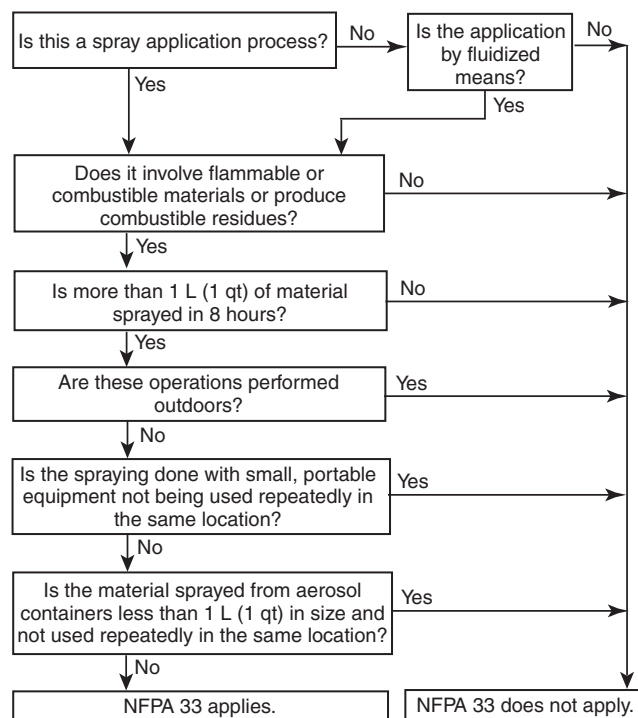 Is this a spray application process?
No
Is the application
by fluidized
means?
No
Yes
Yes
Does it involve flammable or
combustible materials or produce
combustible residues?
No
Yes
Is more than 1 L (1 qt) of material
sprayed in 8 hours?
No
Yes
Are these operations performed
outdoors?
Yes
No
Is the spraying done with small, portable
equipment not being used repeatedly in
the same location?
Yes
No
Is the material sprayed from aerosol
containers less than 1 L (1 qt) in size and
not used repeatedly in the same location?
Yes
No
NFPA 33 applies.
NFPA 33 does not apply.